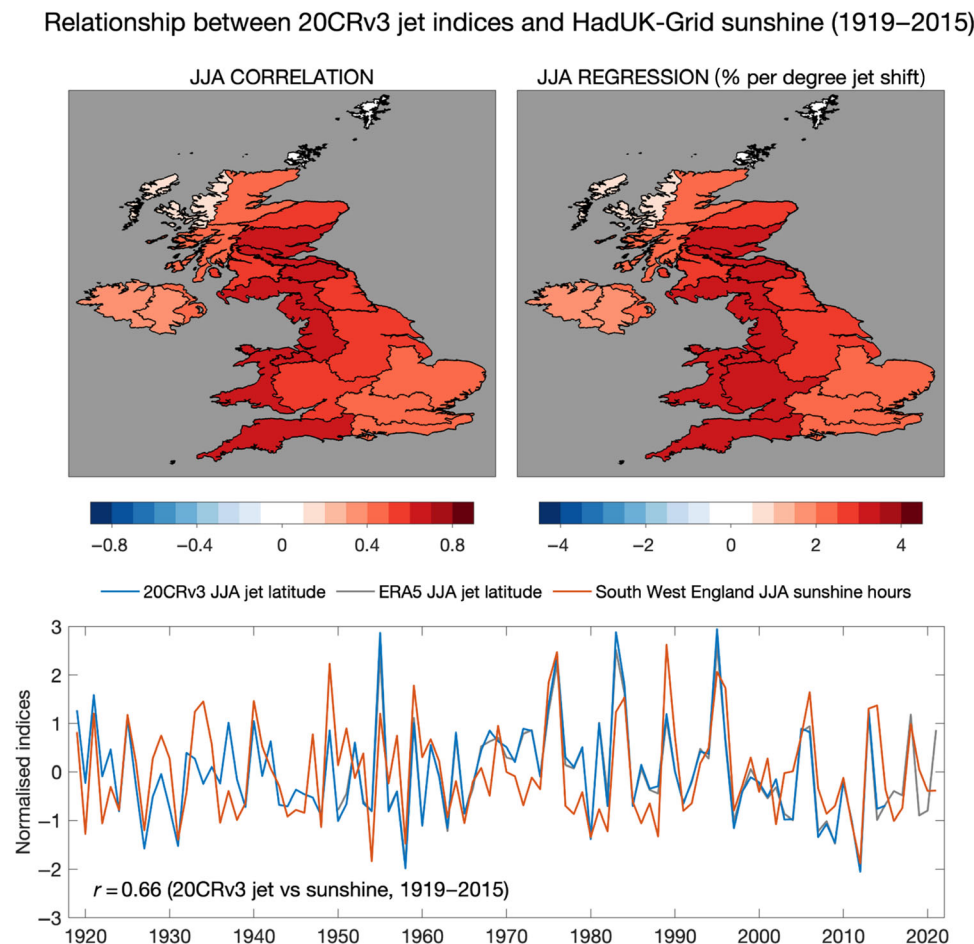 Relationship between 20CRv3 jet indices and HadUK-Grid sunshine (1919–2015)
JJA CORRELATION
JJA REGRESSION (% per degree jet shift)
−0.8 −0.4 0 0.4 0.8
−4 −2 0 2 4
20CRv3 JJA jet latitude ERA5 JJA jet latitude South West England JJA sunshine hours
Normalised indices
3
2
1
0
−1
−2
−3
r = 0.66 (20CRv3 jet vs sunshine, 1919–2015)
1920 1930 1940 1950 1960 1970 1980 1990 2000 2010 2020